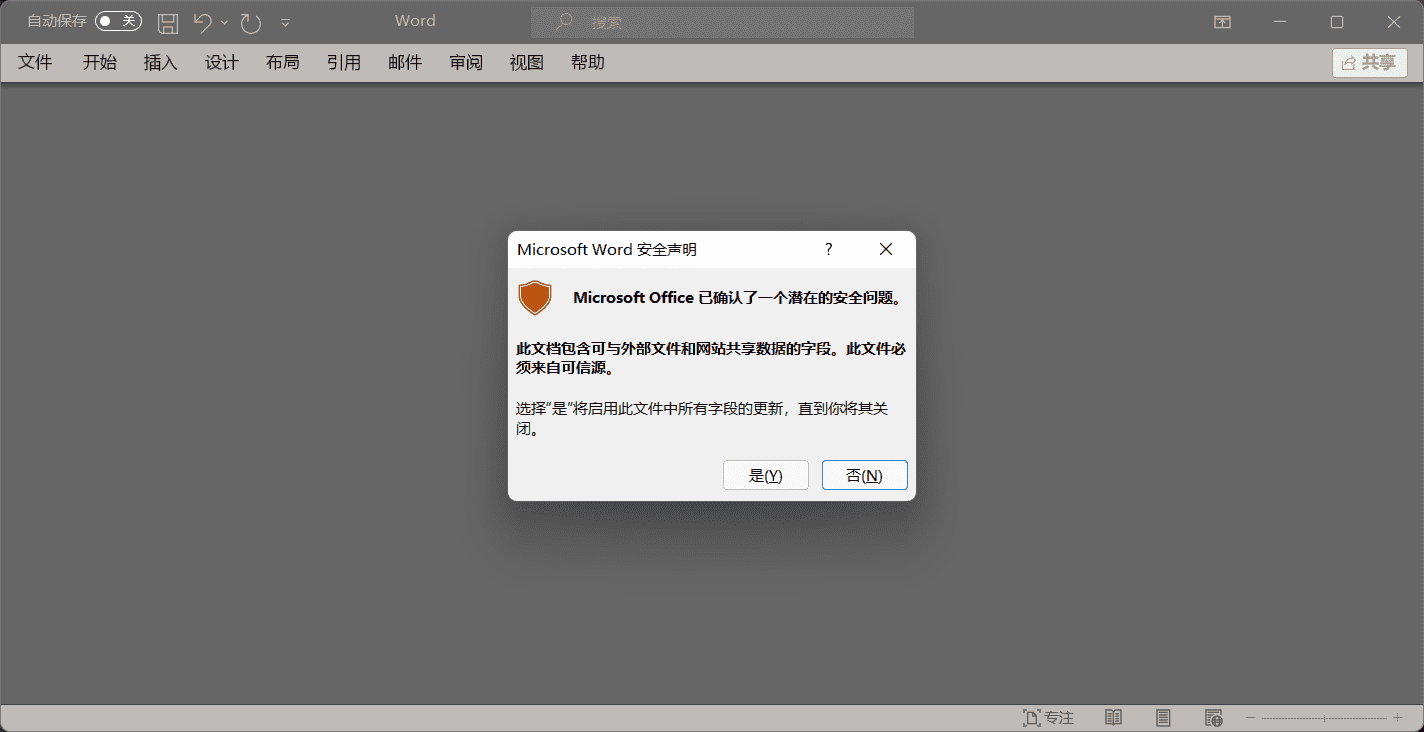 自动保存 关 Word 搜索
文件 开始 插入 设计 布局 引用 邮件 审阅 视图 帮助 共享
Microsoft Word 安全声明 ?
Microsoft Office 已确认了一个潜在的安全问题。
此文档包含可与外部文件和网站共享数据的字段。此文件必
须来自可信源。
选择“是”将启用此文件中所有字段的更新，直到你将其关
闭。
是(Y) 否(N)
专注